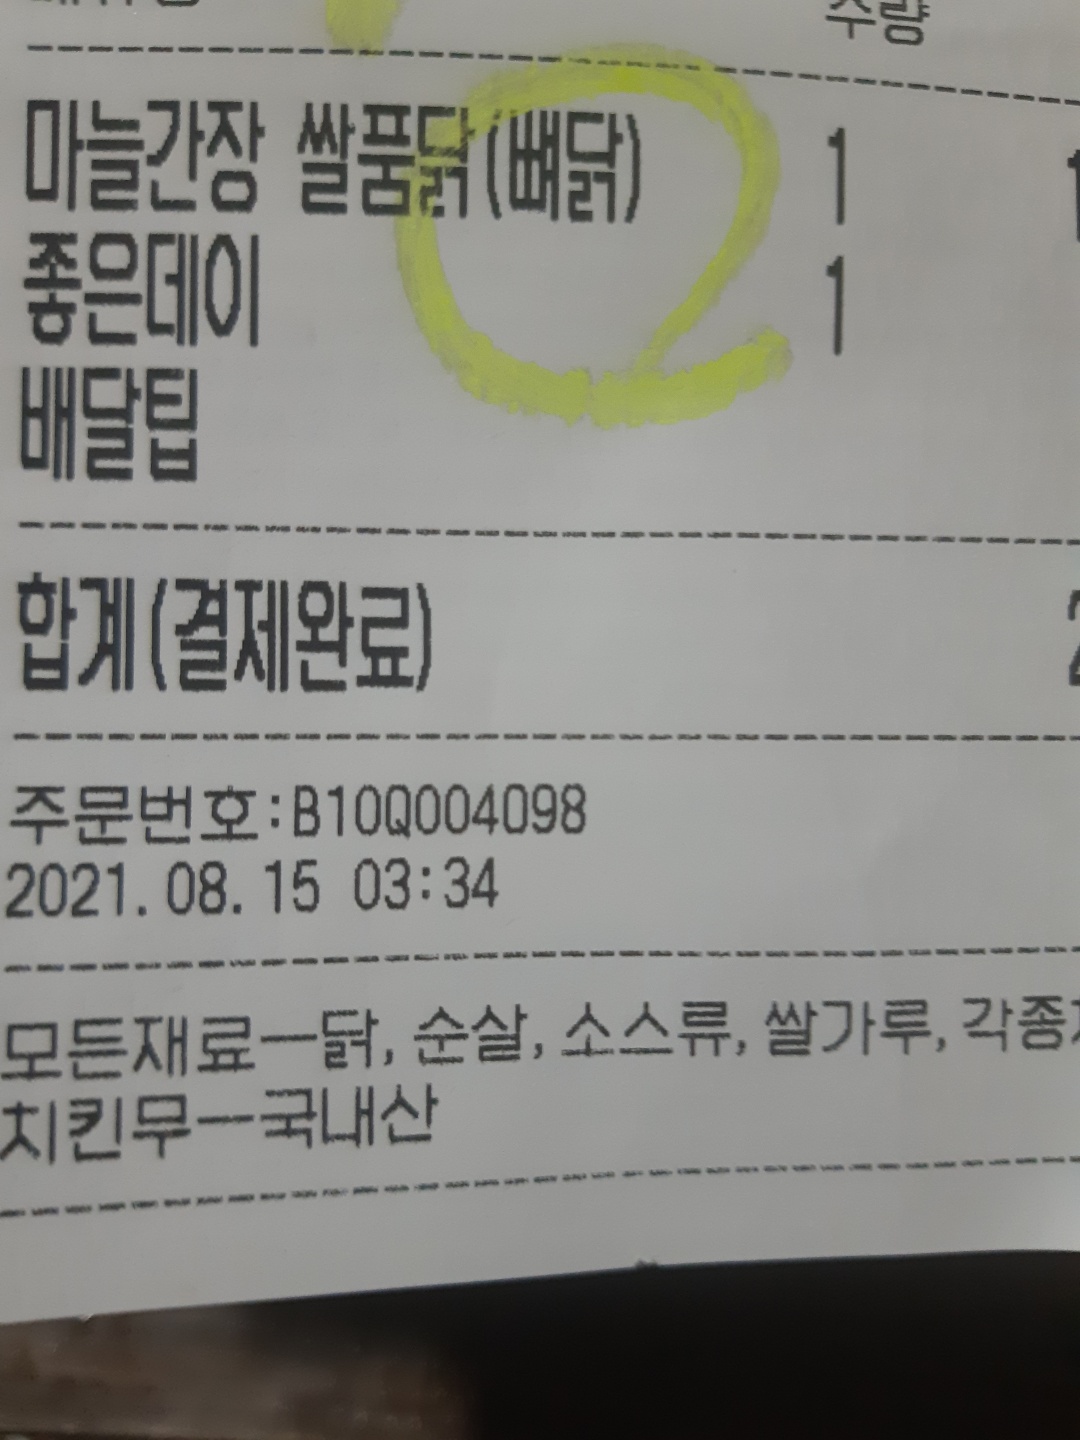 수량
마늘간장 쌀품닭(뼈닭) 1
좋은데이 1
배달팁
합계(결제완료)
주문번호:B10Q004098
2021.08.15 03:34
모든재료-닭, 순살, 소스류, 쌀가루, 각종
치킨무-국내산